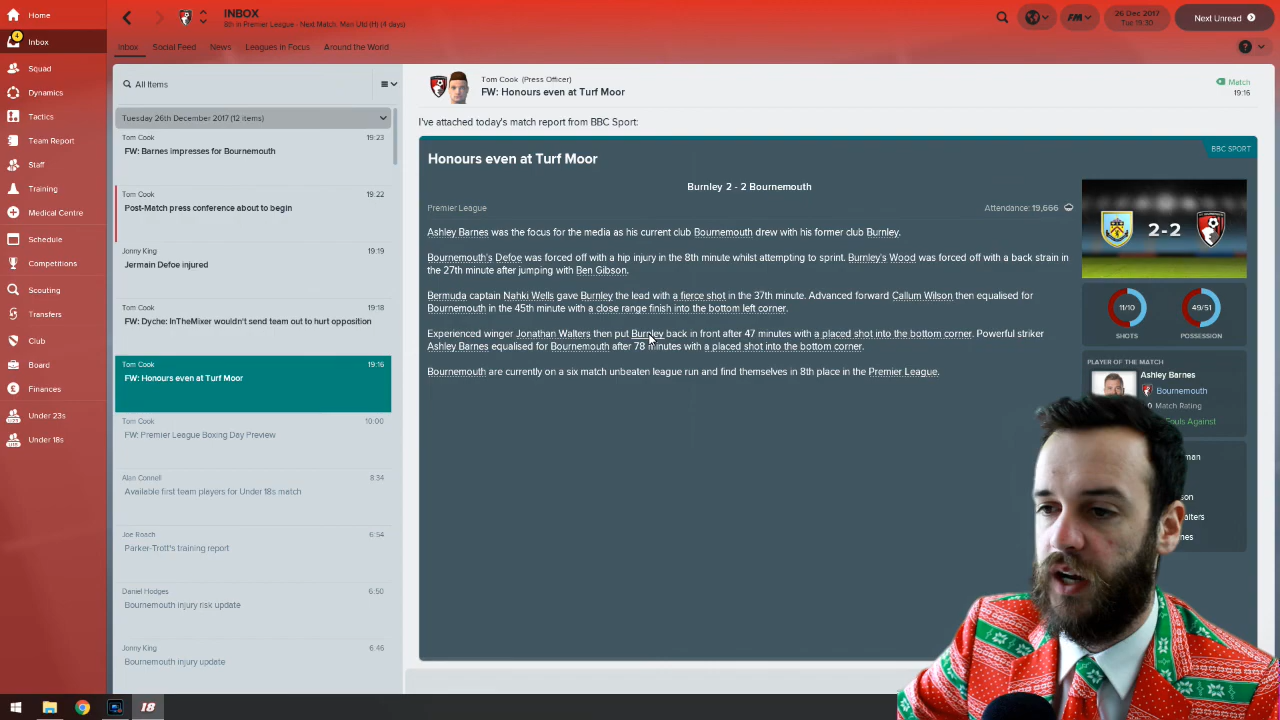 Home
Inbox
4
Squad
Dynamics
Tactics
Team Report
Staff
Training
Medical Centre
Schedule
Competitions
Scouting
Transfers
Club
Board
Finances
Under 23s
Under 18s
INBOX
8th in Premier League - Next Match: Man Utd (H) (4 days)
FM
26 Dec 2017
Tue 19:30
Next Unread
Inbox
Social Feed
News
Leagues in Focus
Around the World
?
All Items
Tuesday 26th December 2017 (12 items)
Tom Cook 19:23
FW: Barnes impresses for Bournemouth
Tom Cook 19:22
Post-Match press conference about to begin
Jonny King 19:19
Jermain Defoe injured
Tom Cook 19:18
FW: Dyche: InTheMixer wouldn't send team out to hurt opposition
Tom Cook 19:16
FW: Honours even at Turf Moor
Tom Cook 10:00
FW: Premier League Boxing Day Preview
Alan Connell 8:34
Available first team players for Under 18s match
Joe Roach 6:54
Parker-Trott's training report
Daniel Hodges 6:50
Bournemouth injury risk update
Jonny King 6:46
Bournemouth injury update
Tom Cook (Press Officer)
FW: Honours even at Turf Moor
Match
19:16
I've attached today's match report from BBC Sport:
Honours even at Turf Moor
BBC SPORT
Burnley 2 - 2 Bournemouth
Premier League
Attendance: 19,666
Ashley Barnes was the focus for the media as his current club Bournemouth drew with his former club Burnley.
Bournemouth's Defoe was forced off with a hip injury in the 8th minute whilst attempting to sprint. Burnley's Wood was forced off with a back strain in
the 27th minute after jumping with Ben Gibson.
Bermuda captain Nahki Wells gave Burnley the lead with a fierce shot in the 37th minute. Advanced forward Callum Wilson then equalised for
Bournemouth in the 45th minute with a close range finish into the bottom left corner.
Experienced winger Jonathan Walters then put Burnley back in front after 47 minutes with a placed shot into the bottom corner. Powerful striker
Ashley Barnes equalised for Bournemouth after 78 minutes with a placed shot into the bottom corner.
Bournemouth are currently on a six match unbeaten league run and find themselves in 8th place in the Premier League.
2-2
11/10
SHOTS
49/51
POSSESSION
PLAYER OF THE MATCH
Ashley Barnes
Bournemouth
Match Rating
Fouls Against
18